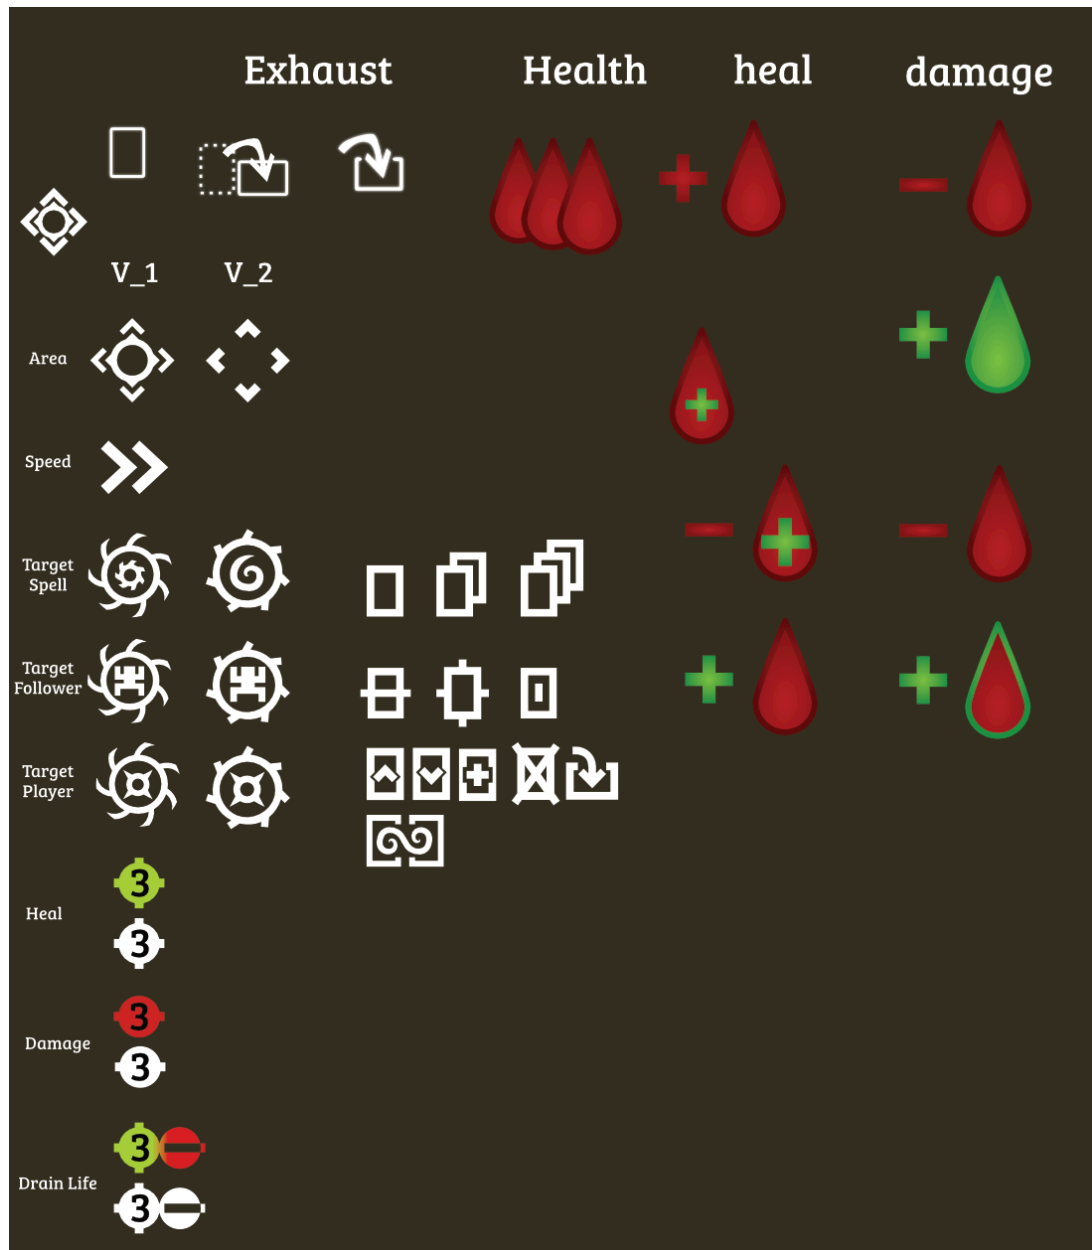 Exhaust
Health
heal
damage
V_1
V_2
Area
Speed
Target
Spell
Target
Follower
Target
Player
Heal
3
3
Damage
3
3
Drain Life
3
3